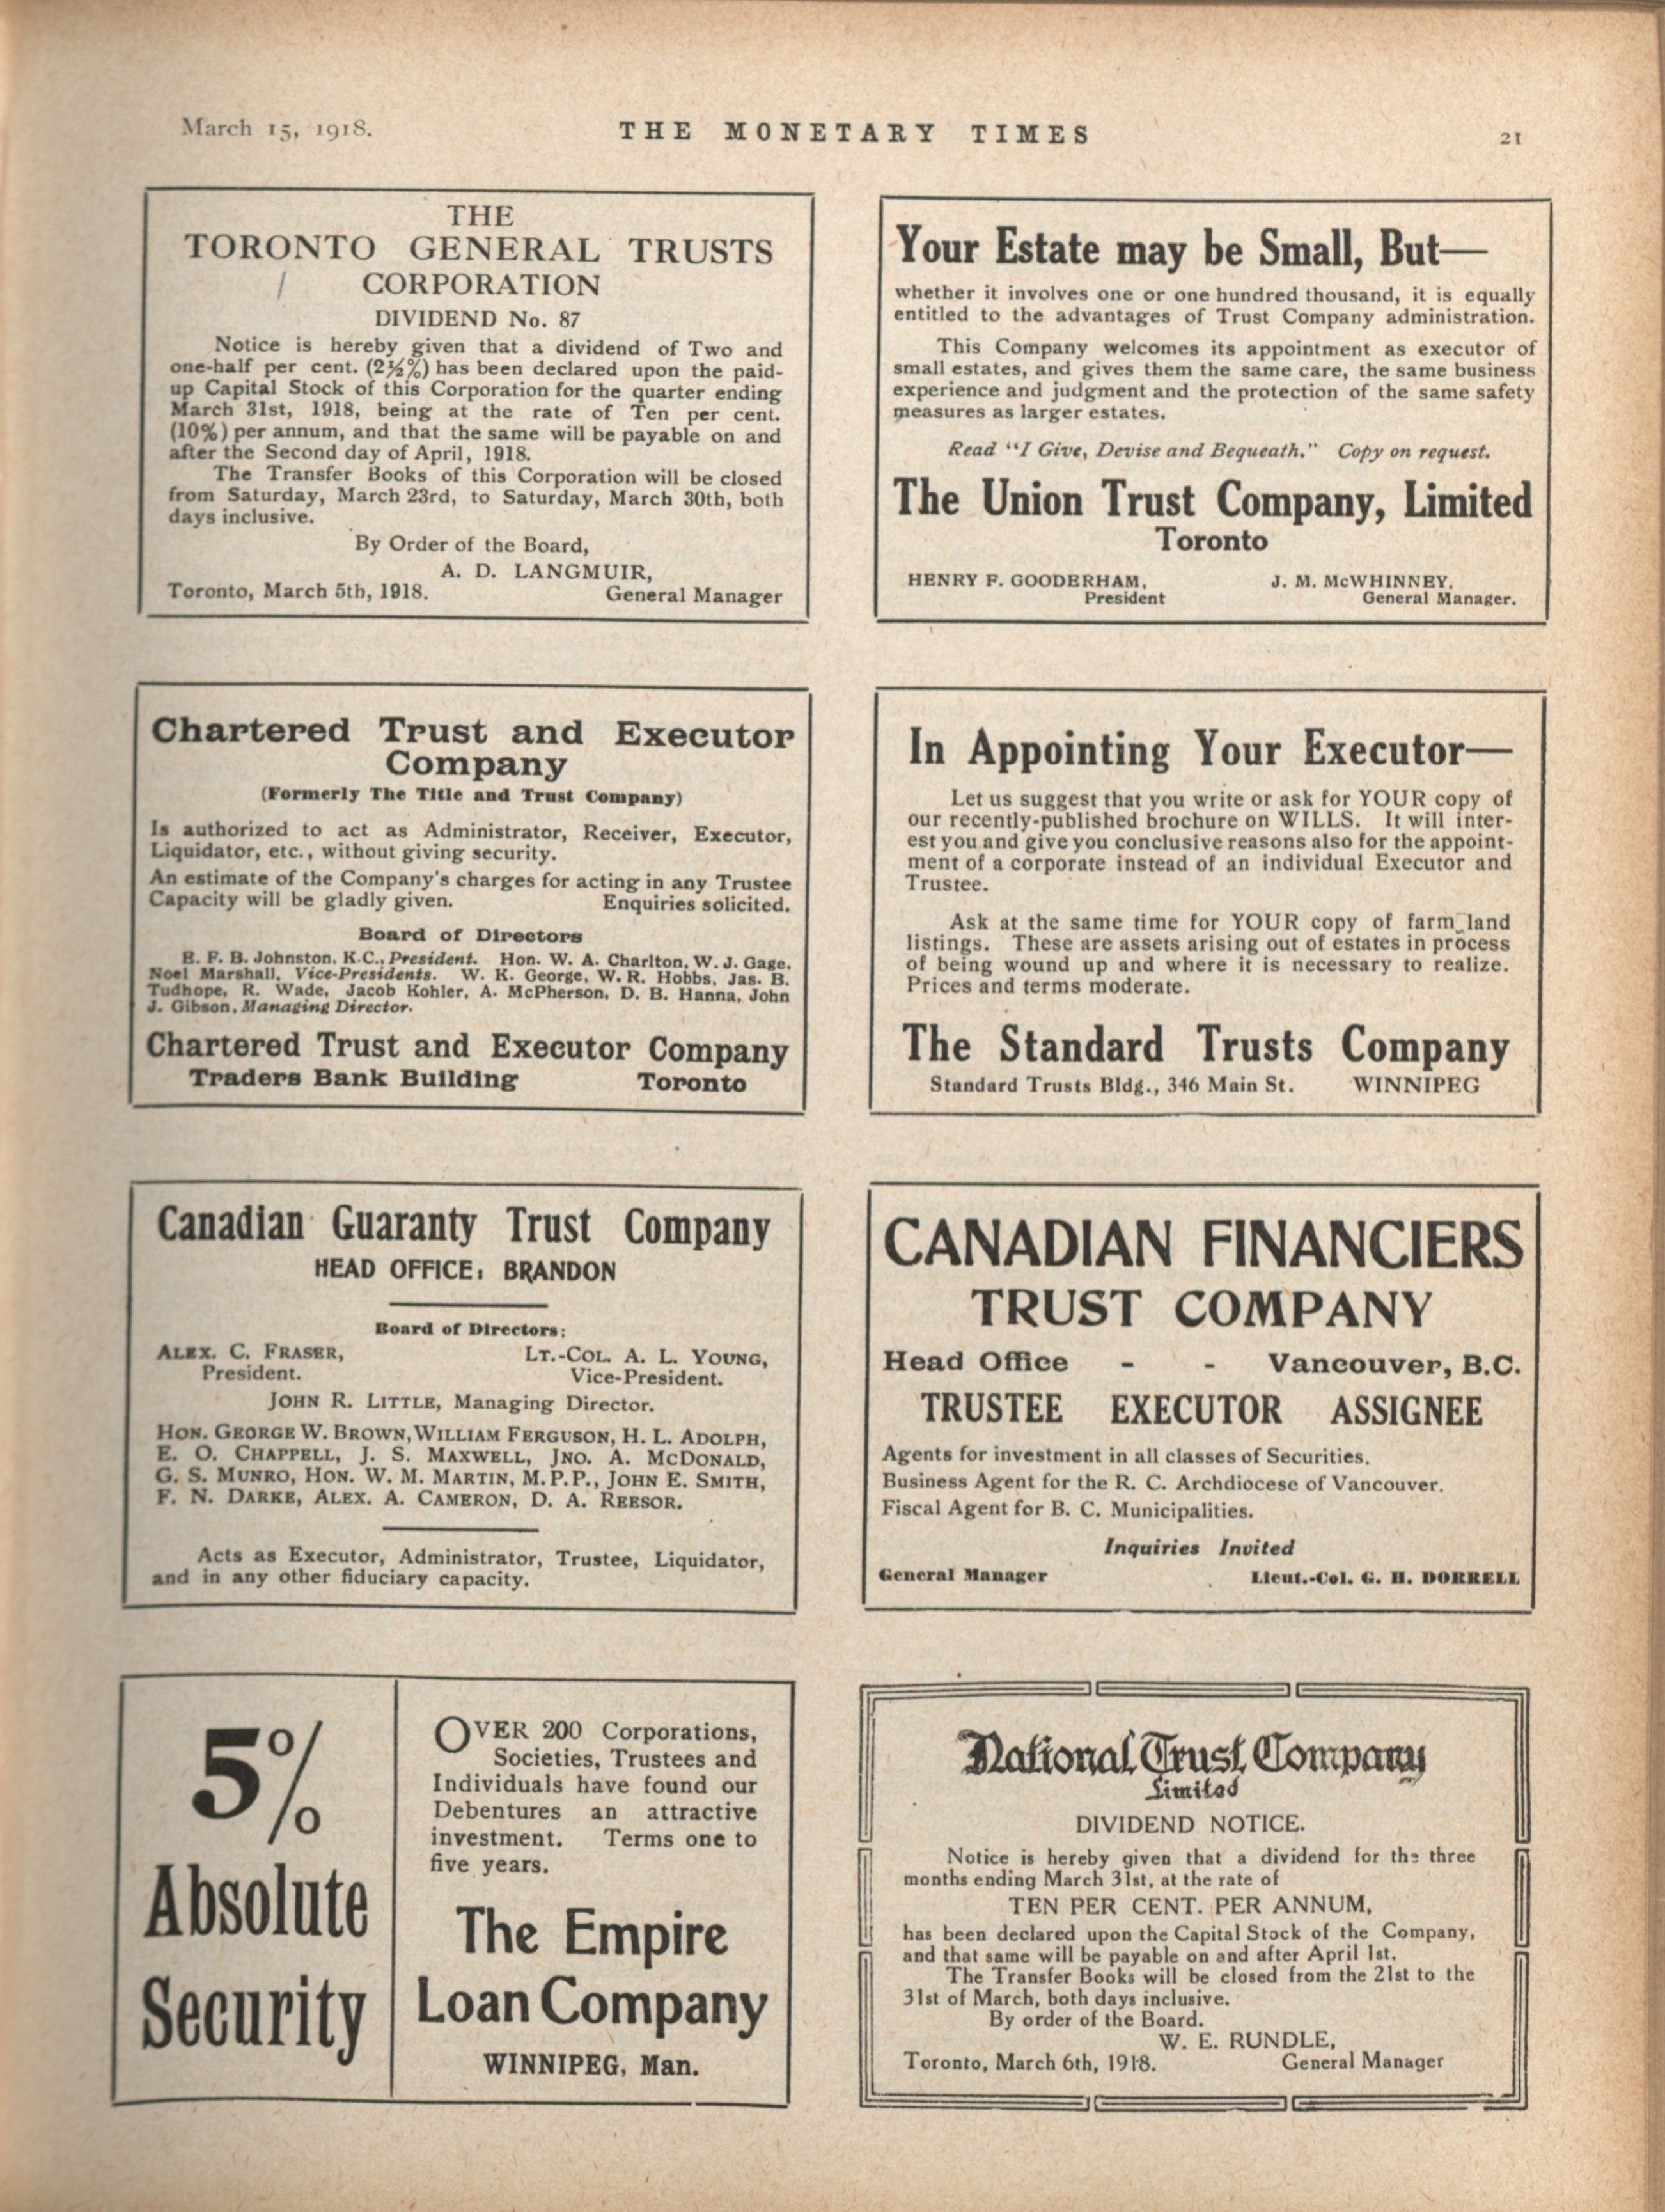 March 15, 1918.
THE MONETARY TIMES
21
THE
TORONTO GENERAL TRUSTS
CORPORATION
DIVIDEND No. 87
Notice is hereby given that a dividend of Two and
one-half per cent. (2½%) has been declared upon the paid-
up Capital Stock of this Corporation for the quarter ending
March 31st, 1918, being at the rate of Ten per cent.
(10%) per annum, and that the same will be payable on and
after the Second day of April, 1918.
The Transfer Books of this Corporation will be closed
from Saturday, March 23rd, to Saturday, March 30th, both
days inclusive.
By Order of the Board,
A. D. LANGMUIR,
Toronto, March 5th, 1918. General Manager
Your Estate may be Small, But—
whether it involves one or one hundred thousand, it is equally
entitled to the advantages of Trust Company administration.
This Company welcomes its appointment as executor of
small estates, and gives them the same care, the same business
experience and judgment and the protection of the same safety
measures as larger estates.
Read "I Give, Devise and Bequeath." Copy on request.
The Union Trust Company, Limited
Toronto
HENRY F. GOODERHAM, J. M. McWHINNEY,
President General Manager.
Chartered Trust and Executor
Company
(Formerly The Title and Trust Company)
Is authorized to act as Administrator, Receiver, Executor,
Liquidator, etc., without giving security.
An estimate of the Company's charges for acting in any Trustee
Capacity will be gladly given. Enquiries solicited.
Board of Directors
E. F. B. Johnston, K.C., President. Hon. W. A. Charlton, W. J. Gage,
Noel Marshall, Vice-Presidents. W. K. George, W. R. Hobbs, Jas. B.
Tudhope, R. Wade, Jacob Kohler, A. McPherson, D. B. Hanna, John
J. Gibson, Managing Director.
Chartered Trust and Executor Company
Traders Bank Building Toronto
In Appointing Your Executor—
Let us suggest that you write or ask for YOUR copy of
our recently-published brochure on WILLS. It will inter-
est you and give you conclusive reasons also for the appoint-
ment of a corporate instead of an individual Executor and
Trustee.
Ask at the same time for YOUR copy of farm land
listings. These are assets arising out of estates in process
of being wound up and where it is necessary to realize.
Prices and terms moderate.
The Standard Trusts Company
Standard Trusts Bldg., 346 Main St. WINNIPEG
Canadian Guaranty Trust Company
HEAD OFFICE: BRANDON
Board of Directors:
ALEX. C. FRASER, LT.-COL. A. L. YOUNG,
President. Vice-President.
JOHN R. LITTLE, Managing Director.
HON. GEORGE W. BROWN, WILLIAM FERGUSON, H. L. ADOLPH,
E. O. CHAPPELL, J. S. MAXWELL, JNO. A. MCDONALD,
G. S. MUNRO, HON. W. M. MARTIN, M.P.P., JOHN E. SMITH,
F. N. DARKE, ALEX. A. CAMERON, D. A. REESOR.
Acts as Executor, Administrator, Trustee, Liquidator,
and in any other fiduciary capacity.
CANADIAN FINANCIERS
TRUST COMPANY
Head Office - - Vancouver, B.C.
TRUSTEE EXECUTOR ASSIGNEE
Agents for investment in all classes of Securities.
Business Agent for the R. C. Archdiocese of Vancouver.
Fiscal Agent for B. C. Municipalities.
Inquiries Invited
General Manager Lieut.-Col. G. H. DORRELL
5%
Absolute
Security
OVER 200 Corporations,
Societies, Trustees and
Individuals have found our
Debentures an attractive
investment. Terms one to
five years.
The Empire
Loan Company
WINNIPEG, Man.
National Trust Company
Limited
DIVIDEND NOTICE.
Notice is hereby given that a dividend for the three
months ending March 31st, at the rate of
TEN PER CENT. PER ANNUM,
has been declared upon the Capital Stock of the Company,
and that same will be payable on and after April 1st.
The Transfer Books will be closed from the 21st to the
31st of March, both days inclusive.
By order of the Board.
W. E. RUNDLE,
Toronto, March 6th, 1918. General Manager